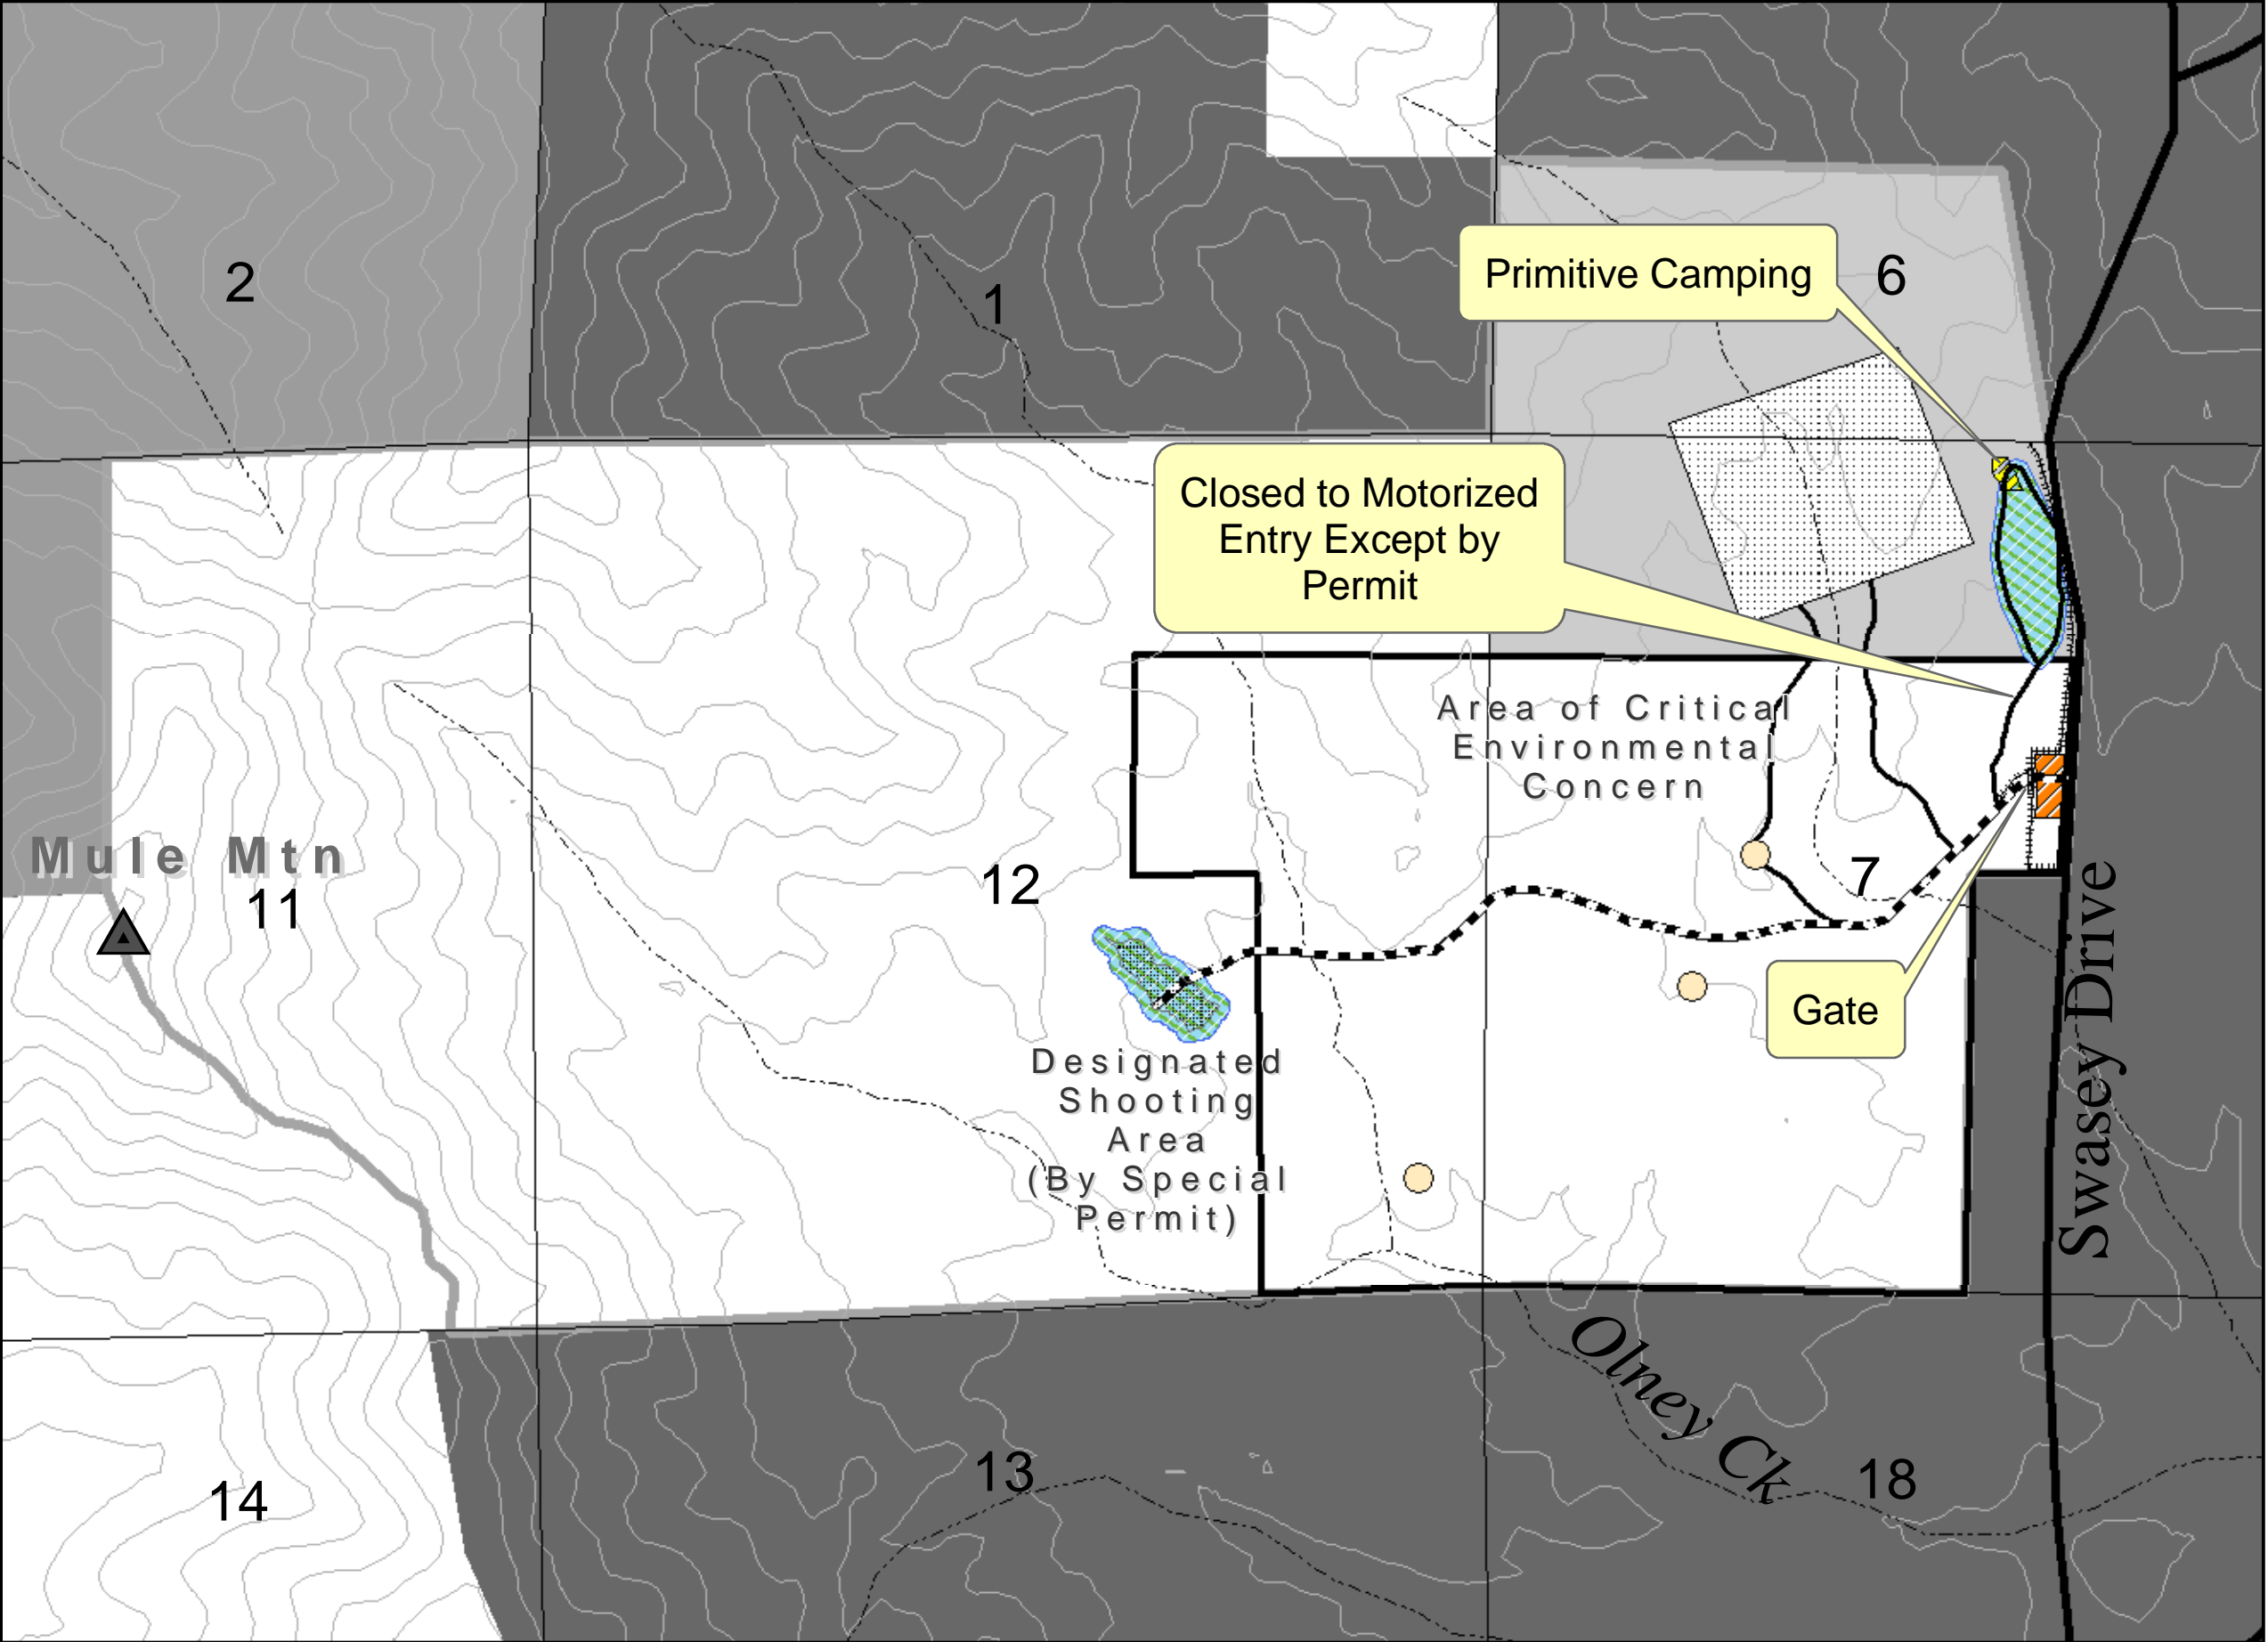 2
1
6
Primitive Camping
Closed to Motorized
Entry Except by
Permit
Area of Critical
Environmental
Concern
Mule Mtn
11
12
7
Gate
Designated
Shooting
Area
(By Special
Permit)
Swasey Drive
Olney Ck
14
13
18